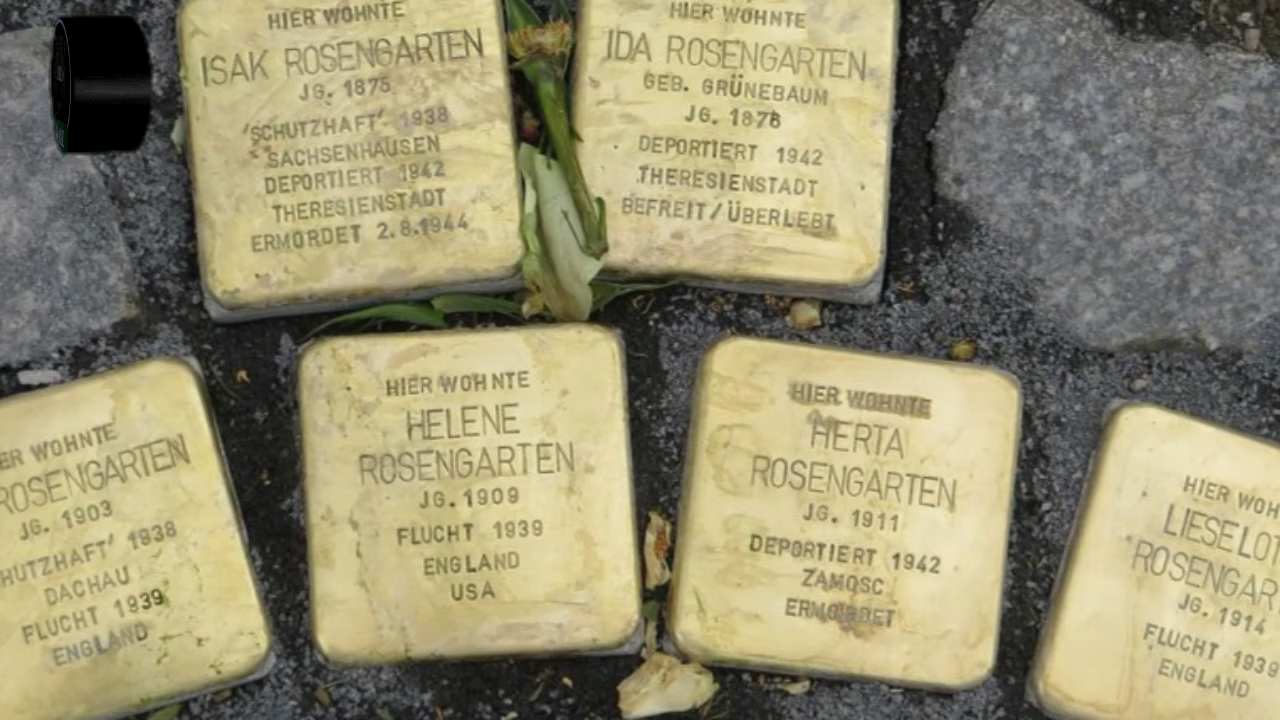 HIER WOHNTE
ISAK ROSENGARTEN
JG. 1875
'SCHUTZHAFT' 1938
SACHSENHAUSEN
DEPORTIERT 1942
THERESIENSTADT
ERMORDET 2.8.1944
HIER WOHNTE
IDA ROSENGARTEN
GEB. GRÜNEBAUM
JG. 1876
DEPORTIERT 1942
THERESIENSTADT
BEFREIT/ÜBERLEBT
ER WOHNTE
ROSENGARTEN
JG. 1903
HUTZHAFT' 1938
DACHAU
FLUCHT 1939
ENGLAND
HIER WOHNTE
HELENE
ROSENGARTEN
JG. 1909
FLUCHT 1939
ENGLAND
USA
HIER WOHNTE
HERTA
ROSENGARTEN
JG. 1911
DEPORTIERT 1942
ZAMOSC
ERMORDET
HIER WOH
LIESELOT
ROSENGAR
JG. 1914
FLUCHT 1939
ENGLAND